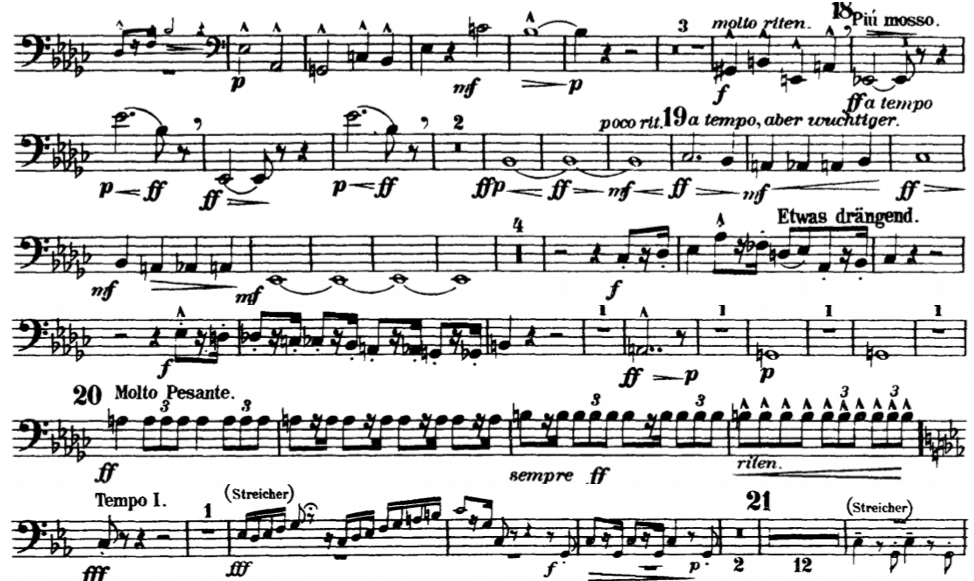 3 molto riten. 18 Più mosso.
p mf p f ff a tempo
2 poco rit. 19 a tempo, aber wuchtiger.
p ff ff p ff ffp ff mf ff mf ff
4 Etwas drängend.
mf mf f
1 1 1 1
f ff p p
20 Molto Pesante. 3 3 3 3 3 3
ff sempre ff riten.
Tempo I. 1 (Streicher) 21 (Streicher)
fff fff f p 2 12